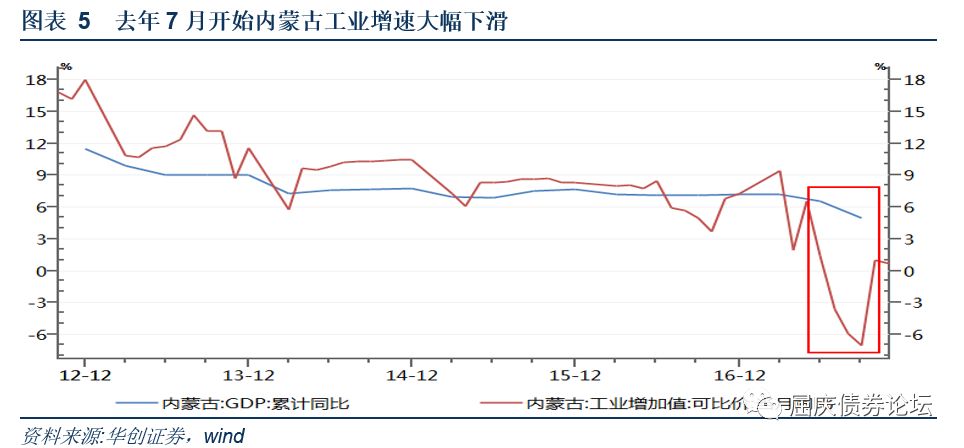 图表 5 去年 7 月开始内蒙古工业增速大幅下滑
% %
18 18
15 15
12 12
9 9
6 6
3 3
0 0
-3 -3
-6 -6
12-12 13-12 14-12 15-12 16-12
内蒙古:GDP:累计同比 内蒙古:工业增加值:可比价 月
屈庆债券论坛
资料来源:华创证券，wind